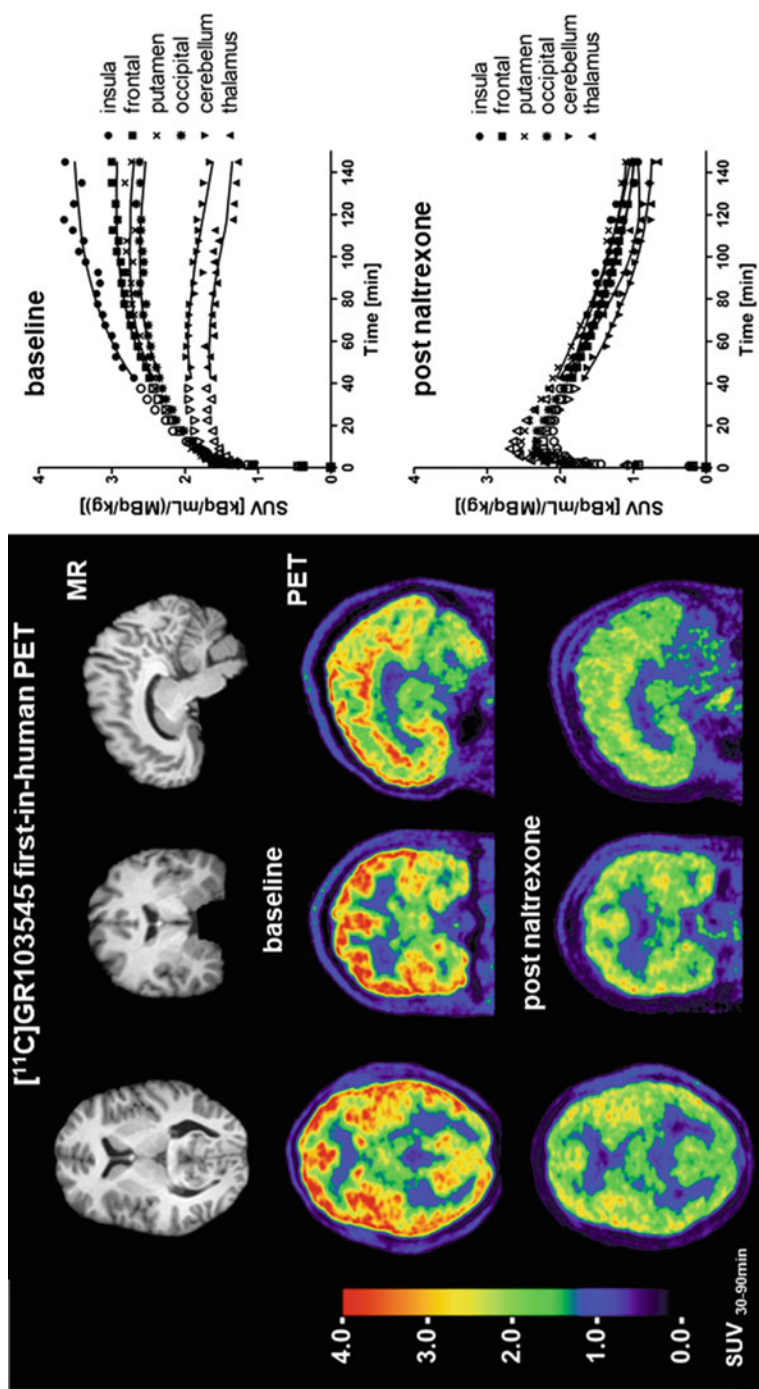 [¹¹C]GR103545 first-in-human PET
MR
baseline
PET
post naltrexone
4.0
3.0
2.0
1.0
0.0
SUV 30-90min
baseline
SUV [kBq/mL/(MBq/kg)]
4
3
2
1
0
0 20 40 60 80 100 120 140
Time [min]
insula
frontal
putamen
occipital
cerebellum
thalamus
post naltrexone
SUV [kBq/mL/(MBq/kg)]
4
3
2
1
0
0 20 40 60 80 100 120 140
Time [min]
insula
frontal
putamen
occipital
cerebellum
thalamus